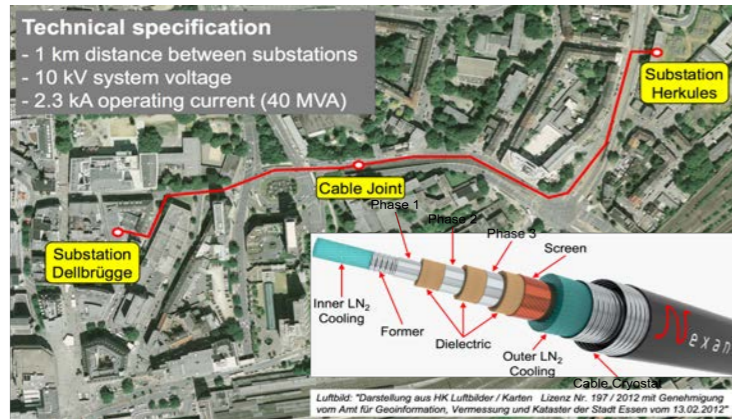 Technical specification
- 1 km distance between substations
- 10 kV system voltage
- 2.3 kA operating current (40 MVA)
Substation
Herkules
Cable Joint
Substation
Dellbrügge
Phase 1
Phase 2
Phase 3
Screen
Inner LN₂
Cooling
Former
Dielectric
Outer LN₂
Cooling
Cable Cryostat
exan
Luftbild: "Darstellung aus HK Luftbilder / Karten Lizenz Nr. 197 / 2012 mit Genehmigung
vom Amt für Geoinformation, Vermessung und Kataster der Stadt Essen vom 13.02.2012"